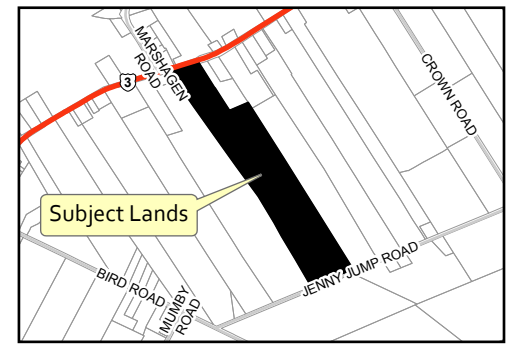 MARSHAGEN
ROAD
3
CROWN ROAD
Subject Lands
BIRD ROAD
MUMBY
ROAD
JENNY JUMP ROAD